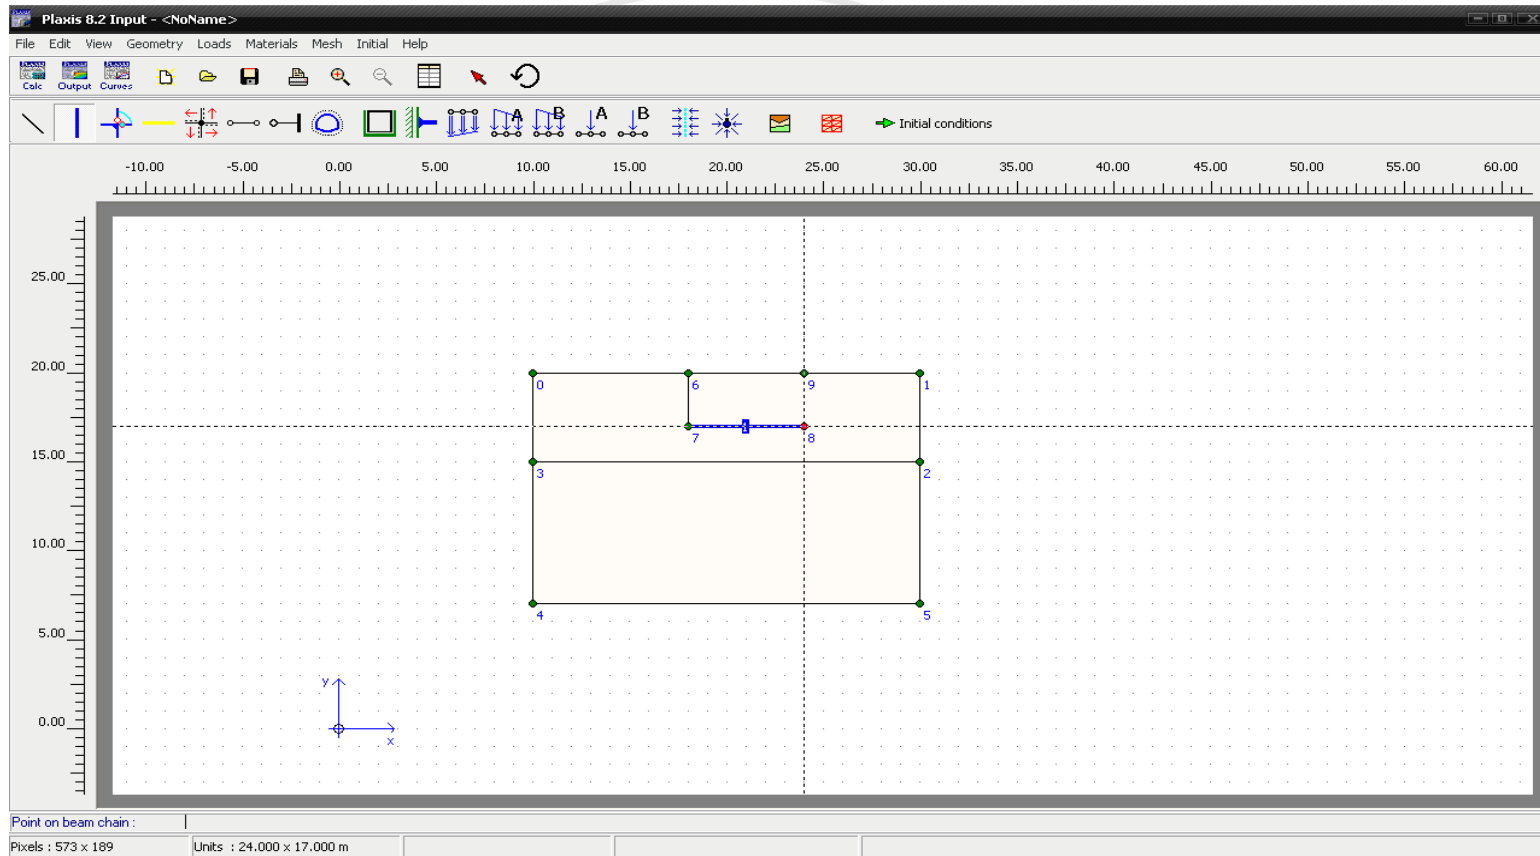 Plaxis 8.2 Input - <NoName>
File Edit View Geometry Loads Materials Mesh Initial Help
Calc Output Curves
A B A B Initial conditions
-10.00 -5.00 0.00 5.00 10.00 15.00 20.00 25.00 30.00 35.00 40.00 45.00 50.00 55.00 60.00
25.00
20.00
0 6 9 1
7 8
15.00
3 2
10.00
4 5
5.00
y
0.00
x
Point on beam chain :
Pixels : 573 x 189 Units : 24.000 x 17.000 m